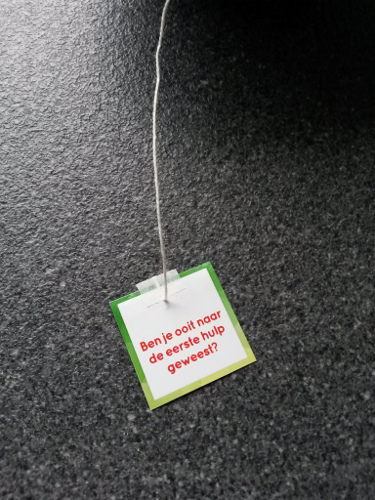 Ben je ooit naar
de eerste hulp
geweest?